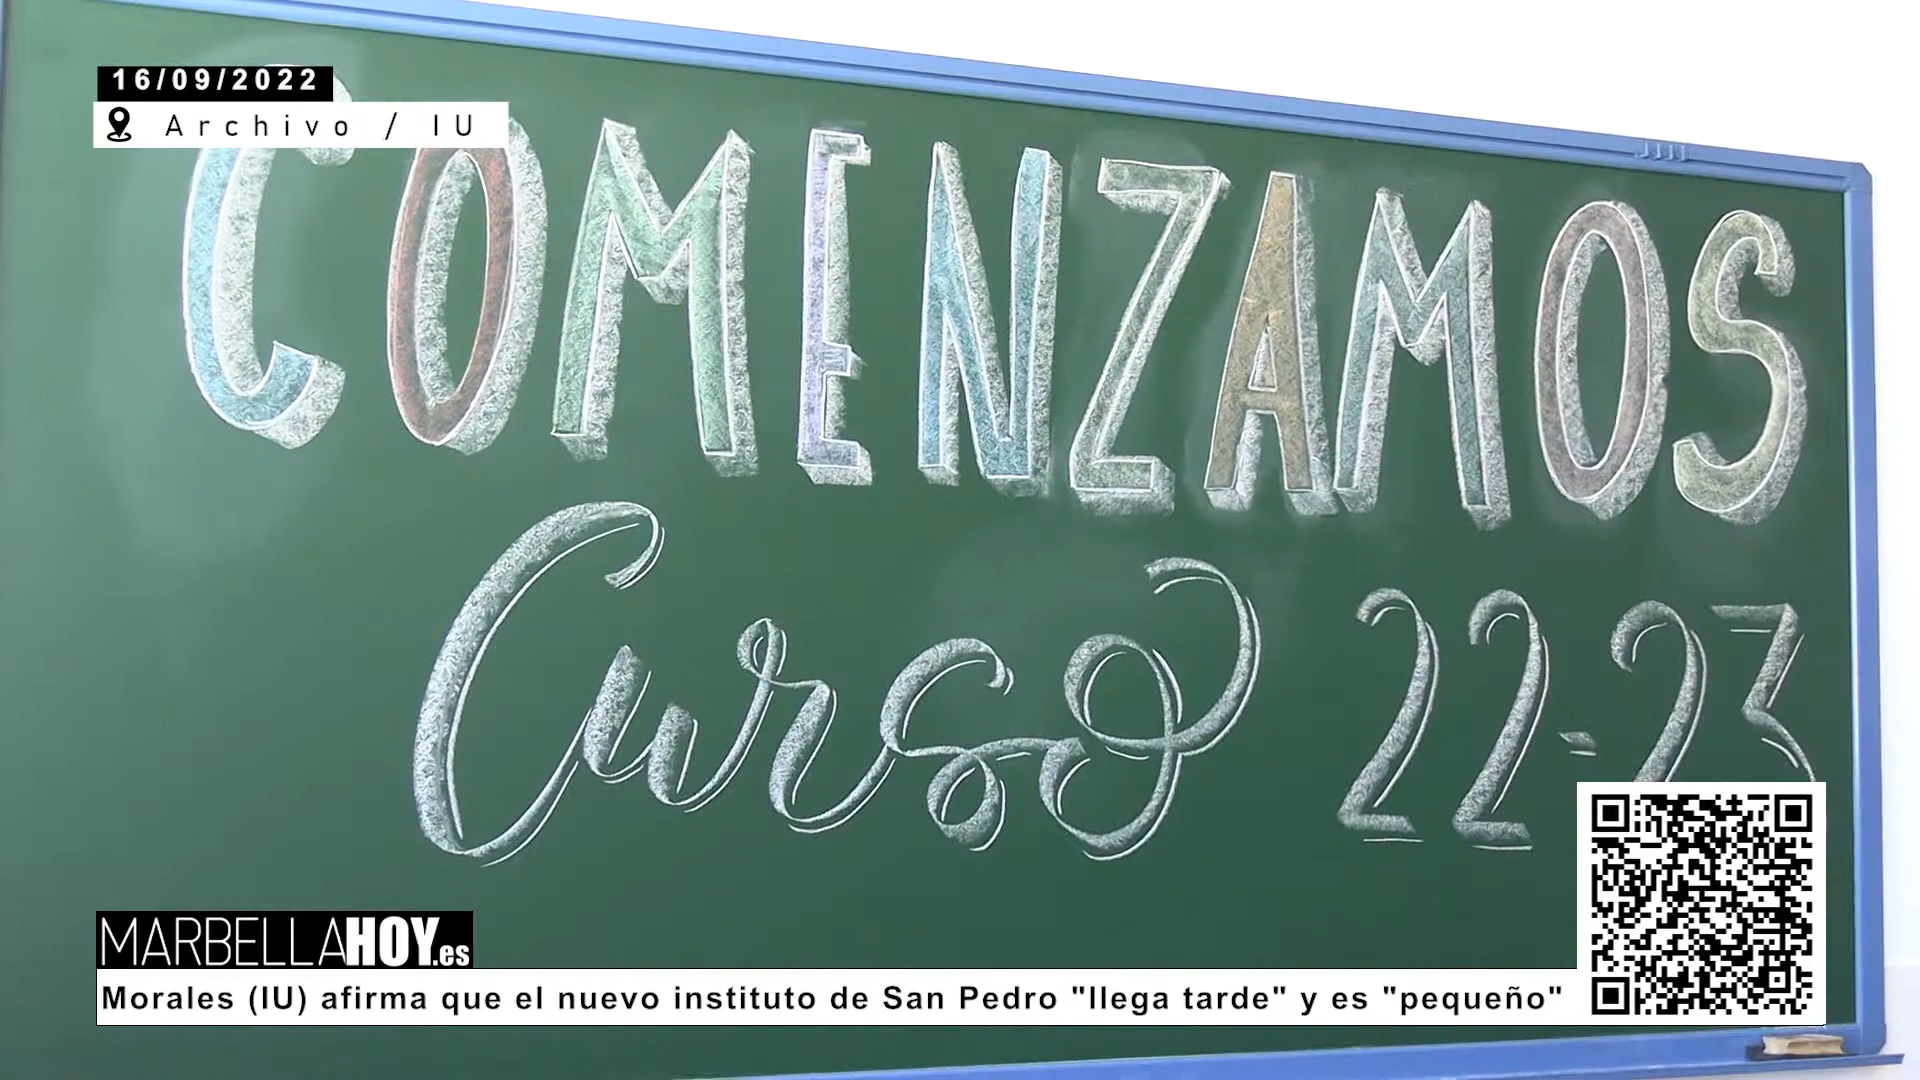 16/09/2022
Archivo / IU
COMENZAMOS
Curso 22-23
MARBELLAHOY.es
Morales (IU) afirma que el nuevo instituto de San Pedro "llega tarde" y es "pequeño"